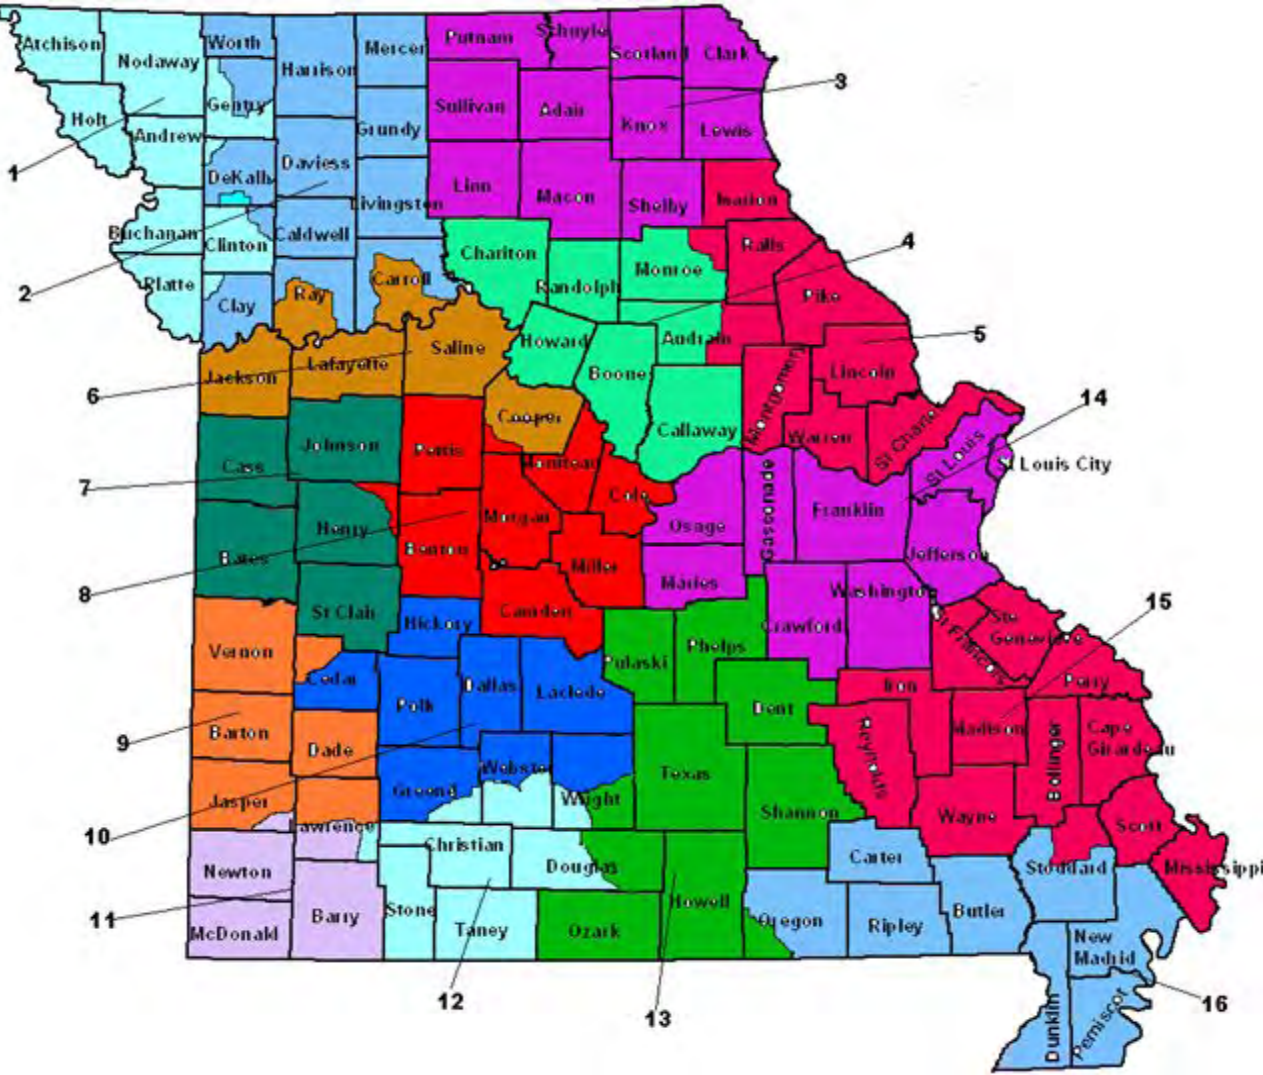 Atchison
Nodaway
Worth
Harrison
Mercer
Putnam
Schuyle
Scotland
Clark
Gentry
Holt
Andrew
Grundy
Sullivan
Adair
Knox
Lewis
3
1
DeKalb
Daviess
Livingston
Linn
Macon
Shelby
Marion
Buchanan
Clinton
Caldwell
Chariton
Randolph
Monroe
Ralls
4
2
Platte
Clay
Ray
Carroll
Pike
Howard
Audrain
5
Jackson
Lafayette
Saline
Boone
Lincoln
6
Cooper
Callaway
Montgomery
Warren
St Charle
14
Cass
Johnson
Pettis
Moniteau
St Louis
St Louis City
7
Henry
Morgan
Cole
Osage
Gasconade
Franklin
Bates
Benton
Miller
Maries
Jefferson
8
St Clair
Hickory
Camden
Crawford
Washington
15
Vernon
Cedar
Polk
Dallas
Laclede
Pulaski
Phelps
St Francois
Ste
Genevieve
Perry
9
Barton
Dade
Dent
Iron
Madison
Bollinger
Cape
Girardeau
Jasper
Greene
Webster
Wright
Texas
Shannon
Reynolds
Wayne
Scott
10
Lawrence
Christian
Douglas
Carter
Stoddard
Mississippi
Newton
11
Barry
Stone
Howell
Oregon
Ripley
Butler
McDonald
Taney
Ozark
New
Madrid
12
13
Dunklin
Pemiscot
16